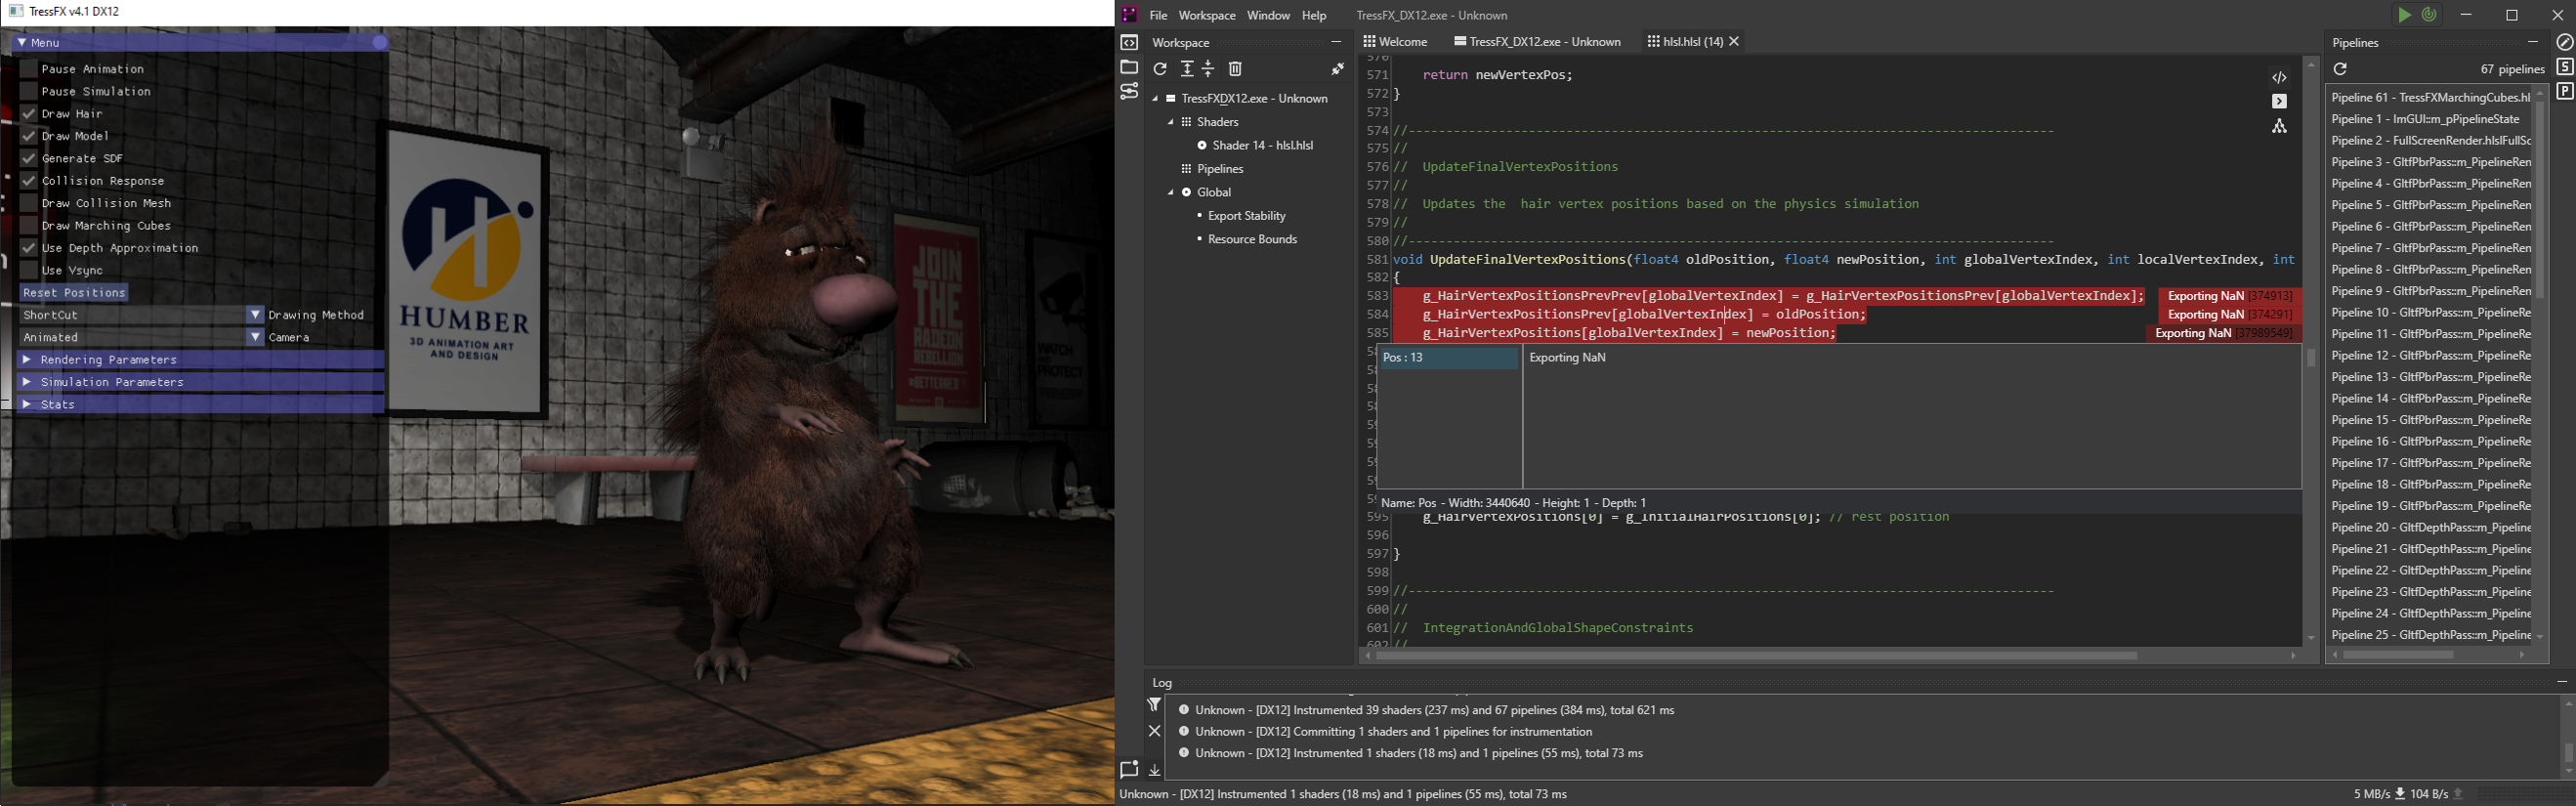 TressFX v4.1 DX12
Menu
Pause Animation
Pause Simulation
Draw Hair
Draw Model
Generate SDF
Collision Response
Draw Collision Mesh
Draw Marching Cubes
Use Depth Approximation
Use Vsync
Reset Positions
ShortCut
Drawing Method
Animated
Camera
Rendering Parameters
Simulation Parameters
Stats
HUMBER
3D ANIMATION ART
AND DESIGN
JOIN
THE
RADEON
REBELLION
#BETTERRED
WATCH
AND
PROTECT
File Workspace Window Help TressFX_DX12.exe - Unknown
Workspace
TressFXDX12.exe - Unknown
Shaders
Shader 14 - hlsl.hlsl
Pipelines
Global
Export Stability
Resource Bounds
Welcome TressFX_DX12.exe - Unknown hlsl.hlsl (14)
570
571 return newVertexPos;
572 }
573
574 //--------------------------------------------------------------------------------------
575 //
576 // UpdateFinalVertexPositions
577 //
578 // Updates the  hair vertex positions based on the physics simulation
579 //
580 //--------------------------------------------------------------------------------------
581 void UpdateFinalVertexPositions(float4 oldPosition, float4 newPosition, int globalVertexIndex, int localVertexIndex, int
582 {
583 g_HairVertexPositionsPrevPrev[globalVertexIndex] = g_HairVertexPositionsPrev[globalVertexIndex]; Exporting NaN [374913]
584 g_HairVertexPositionsPrev[globalVertexIndex] = oldPosition; Exporting NaN [374291]
585 g_HairVertexPositions[globalVertexIndex] = newPosition; Exporting NaN [37989549]
Pos : 13
Exporting NaN
Name: Pos - Width: 3440640 - Height: 1 - Depth: 1
595 g_HairVertexPositions[0] = g_InitialHairPositions[0]; // rest position
596
597 }
598
599 //--------------------------------------------------------------------------------------
600 //
601 // IntegrationAndGlobalShapeConstraints
602 //
Pipelines
67 pipelines
Pipeline 61 - TressFXMarchingCubes.hl
Pipeline 1 - ImGUI::m_pPipelineState
Pipeline 2 - FullScreenRender.hlslFullSc
Pipeline 3 - GltfPbrPass::m_PipelineRen
Pipeline 4 - GltfPbrPass::m_PipelineRen
Pipeline 5 - GltfPbrPass::m_PipelineRen
Pipeline 6 - GltfPbrPass::m_PipelineRen
Pipeline 7 - GltfPbrPass::m_PipelineRen
Pipeline 8 - GltfPbrPass::m_PipelineRen
Pipeline 9 - GltfPbrPass::m_PipelineRen
Pipeline 10 - GltfPbrPass::m_PipelineRe
Pipeline 11 - GltfPbrPass::m_PipelineRe
Pipeline 12 - GltfPbrPass::m_PipelineRe
Pipeline 13 - GltfPbrPass::m_PipelineRe
Pipeline 14 - GltfPbrPass::m_PipelineRe
Pipeline 15 - GltfPbrPass::m_PipelineRe
Pipeline 16 - GltfPbrPass::m_PipelineRe
Pipeline 17 - GltfPbrPass::m_PipelineRe
Pipeline 18 - GltfPbrPass::m_PipelineRe
Pipeline 19 - GltfPbrPass::m_PipelineRe
Pipeline 20 - GltfDepthPass::m_Pipeline
Pipeline 21 - GltfDepthPass::m_Pipeline
Pipeline 22 - GltfDepthPass::m_Pipeline
Pipeline 23 - GltfDepthPass::m_Pipeline
Pipeline 24 - GltfDepthPass::m_Pipeline
Pipeline 25 - GltfDepthPass::m_Pipeline
Log
Unknown - [DX12] Instrumented 39 shaders (237 ms) and 67 pipelines (384 ms), total 621 ms
Unknown - [DX12] Committing 1 shaders and 1 pipelines for instrumentation
Unknown - [DX12] Instrumented 1 shaders (18 ms) and 1 pipelines (55 ms), total 73 ms
Unknown - [DX12] Instrumented 1 shaders (18 ms) and 1 pipelines (55 ms), total 73 ms
5 MB/s 104 B/s